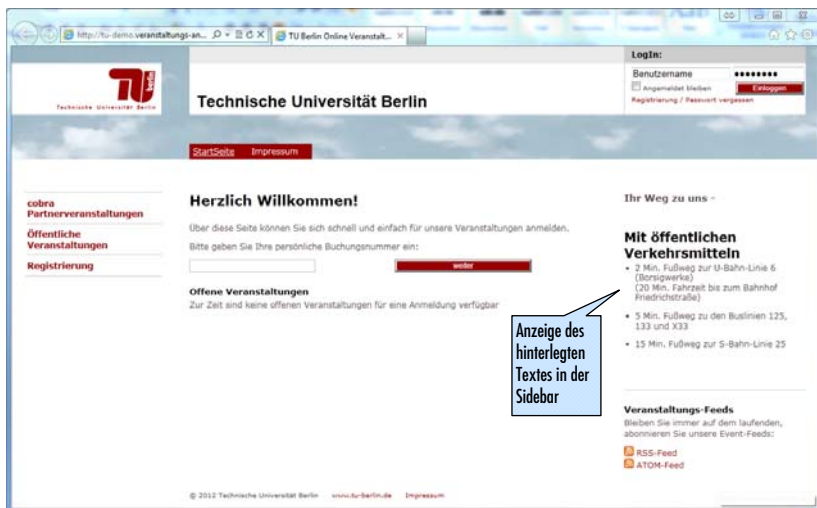 http://tu-demo.veranstaltungs-an...
TU Berlin Online Veranstalt...
LogIn:
Benutzername
Angemeldet bleiben
Einloggen
Registrierung / Passwort vergessen
TU berlin
Technische Universität Berlin
Technische Universität Berlin
StartSeite Impressum
cobra
Partnerveranstaltungen
Öffentliche
Veranstaltungen
Registrierung
Herzlich Willkommen!
Über diese Seite können Sie sich schnell und einfach für unsere Veranstaltungen anmelden.
Bitte geben Sie Ihre persönliche Buchungsnummer ein:
weiter
Offene Veranstaltungen
Zur Zeit sind keine offenen Veranstaltungen für eine Anmeldung verfügbar
Anzeige des
hinterlegten
Textes in der
Sidebar
Ihr Weg zu uns -
Mit öffentlichen
Verkehrsmitteln
• 2 Min. Fußweg zur U-Bahn-Linie 6
(Borsigwerke)
(20 Min. Fahrzeit bis zum Bahnhof
Friedrichstraße)
• 5 Min. Fußweg zu den Buslinien 125,
133 und X33
• 15 Min. Fußweg zur S-Bahn-Linie 25
Veranstaltungs-Feeds
Bleiben Sie immer auf dem laufenden,
abonnieren Sie unsere Event-Feeds:
RSS-Feed
ATOM-Feed
© 2012 Technische Universität Berlin www.tu-berlin.de Impressum